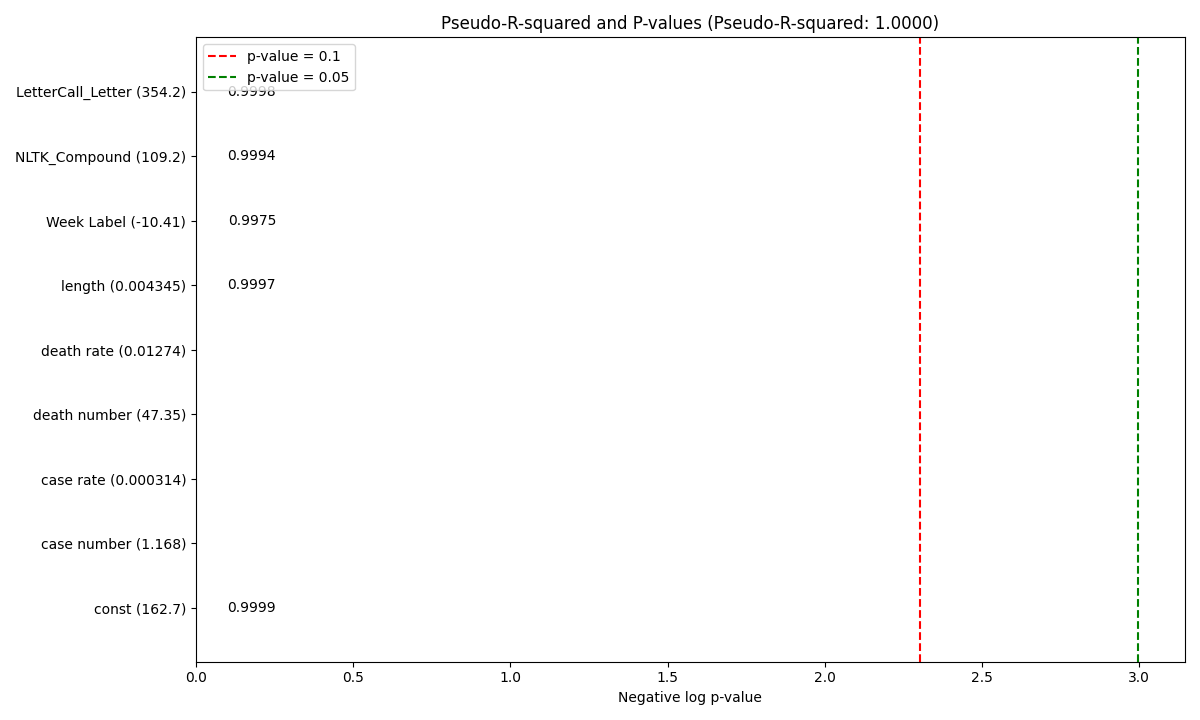 Pseudo-R-squared and P-values (Pseudo-R-squared: 1.0000)
p-value = 0.1
p-value = 0.05
LetterCall_Letter (354.2) 0.9998
NLTK_Compound (109.2) 0.9994
Week Label (-10.41) 0.9975
length (0.004345) 0.9997
death rate (0.01274)
death number (47.35)
case rate (0.000314)
case number (1.168)
const (162.7) 0.9999
0.0 0.5 1.0 1.5 2.0 2.5 3.0
Negative log p-value